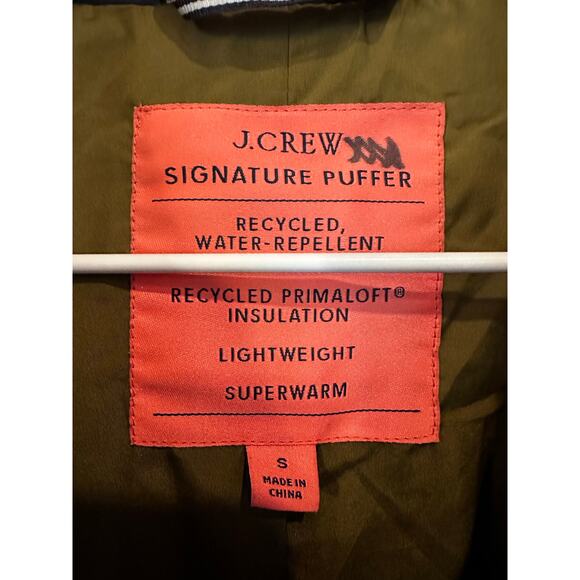 J.CREW
SIGNATURE PUFFER
RECYCLED,
WATER-REPELLENT
RECYCLED PRIMALOFT®
INSULATION
LIGHTWEIGHT
SUPERWARM
S
MADE IN
CHINA